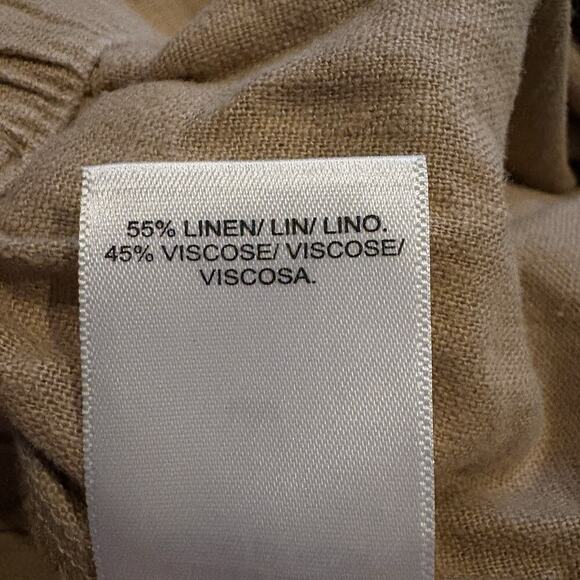 55% LINEN/ LIN/ LINO.
45% VISCOSE/ VISCOSE/
VISCOSA.